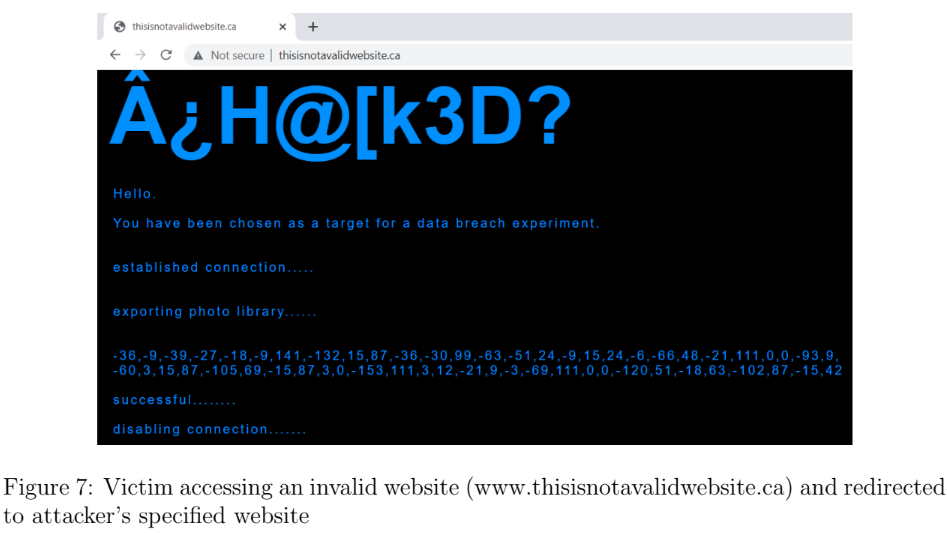 thisisnotavalidwebsite.ca
Not secure | thisisnotavalidwebsite.ca
Â¿H@[k3D?
Hello.
You have been chosen as a target for a data breach experiment.
established connection.....
exporting photo library......
-36,-9,-39,-27,-18,-9,141,-132,15,87,-36,-30,99,-63,-51,24,-9,15,24,-6,-66,48,-21,111,0,0,-93,9,
-60,3,15,87,-105,69,-15,87,3,0,-153,111,3,12,-21,9,-3,-69,111,0,0,-120,51,-18,63,-102,87,-15,42
successful........
disabling connection.......
Figure 7: Victim accessing an invalid website (www.thisisnotavalidwebsite.ca) and redirected
to attacker's specified website